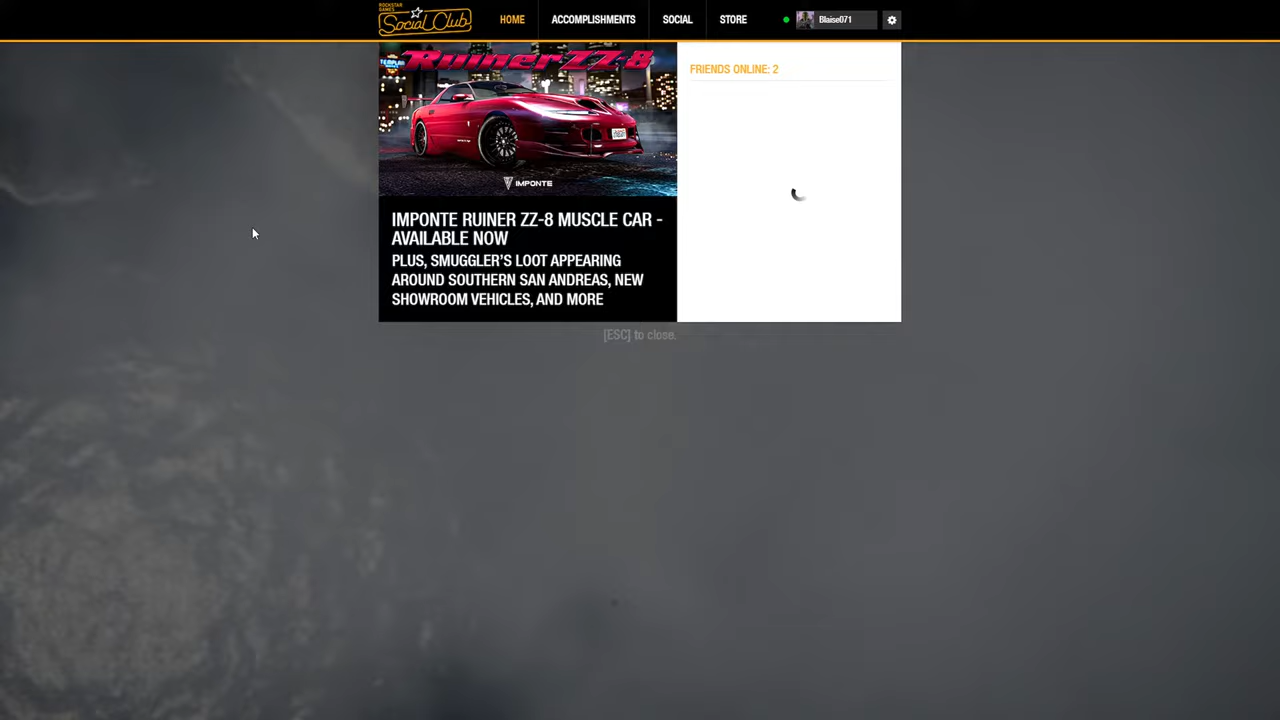 ROCKSTAR
GAMES
Social Club
HOME
ACCOMPLISHMENTS
SOCIAL
STORE
Blaise071
Ruiner ZZ-8
FRIENDS ONLINE: 2
IMPONTE
IMPONTE RUINER ZZ-8 MUSCLE CAR -
AVAILABLE NOW
PLUS, SMUGGLER'S LOOT APPEARING
AROUND SOUTHERN SAN ANDREAS, NEW
SHOWROOM VEHICLES, AND MORE
[ESC] to close.